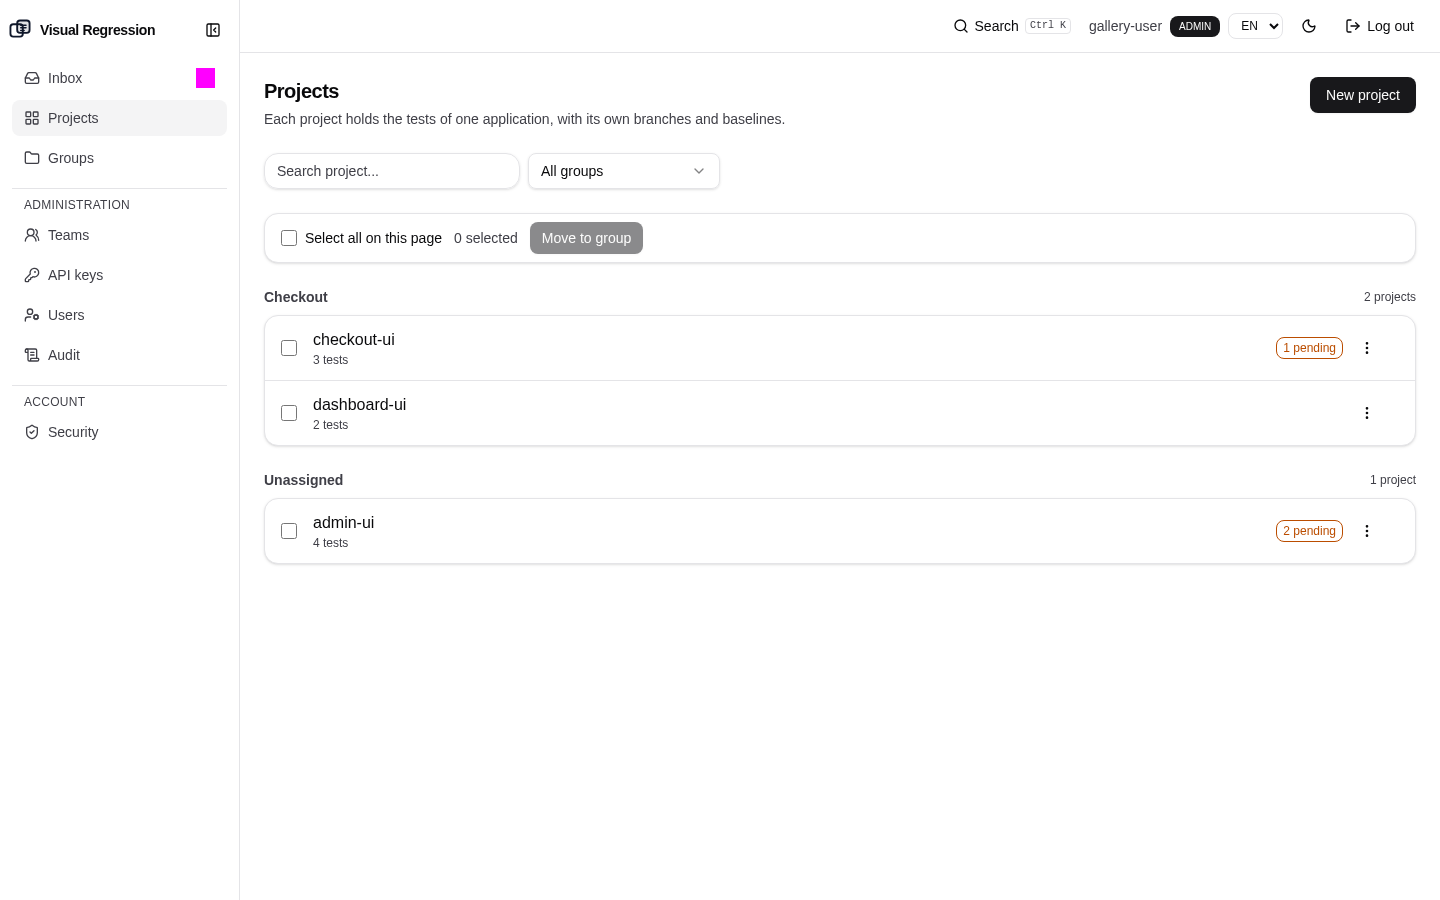 Visual Regression
Search Ctrl K gallery-user ADMIN EN Log out
Inbox
Projects
Groups
ADMINISTRATION
Teams
API keys
Users
Audit
ACCOUNT
Security
Projects
New project
Each project holds the tests of one application, with its own branches and baselines.
Search project...
All groups
Select all on this page 0 selected Move to group
Checkout 2 projects
checkout-ui
3 tests
1 pending
dashboard-ui
2 tests
Unassigned 1 project
admin-ui
4 tests
2 pending